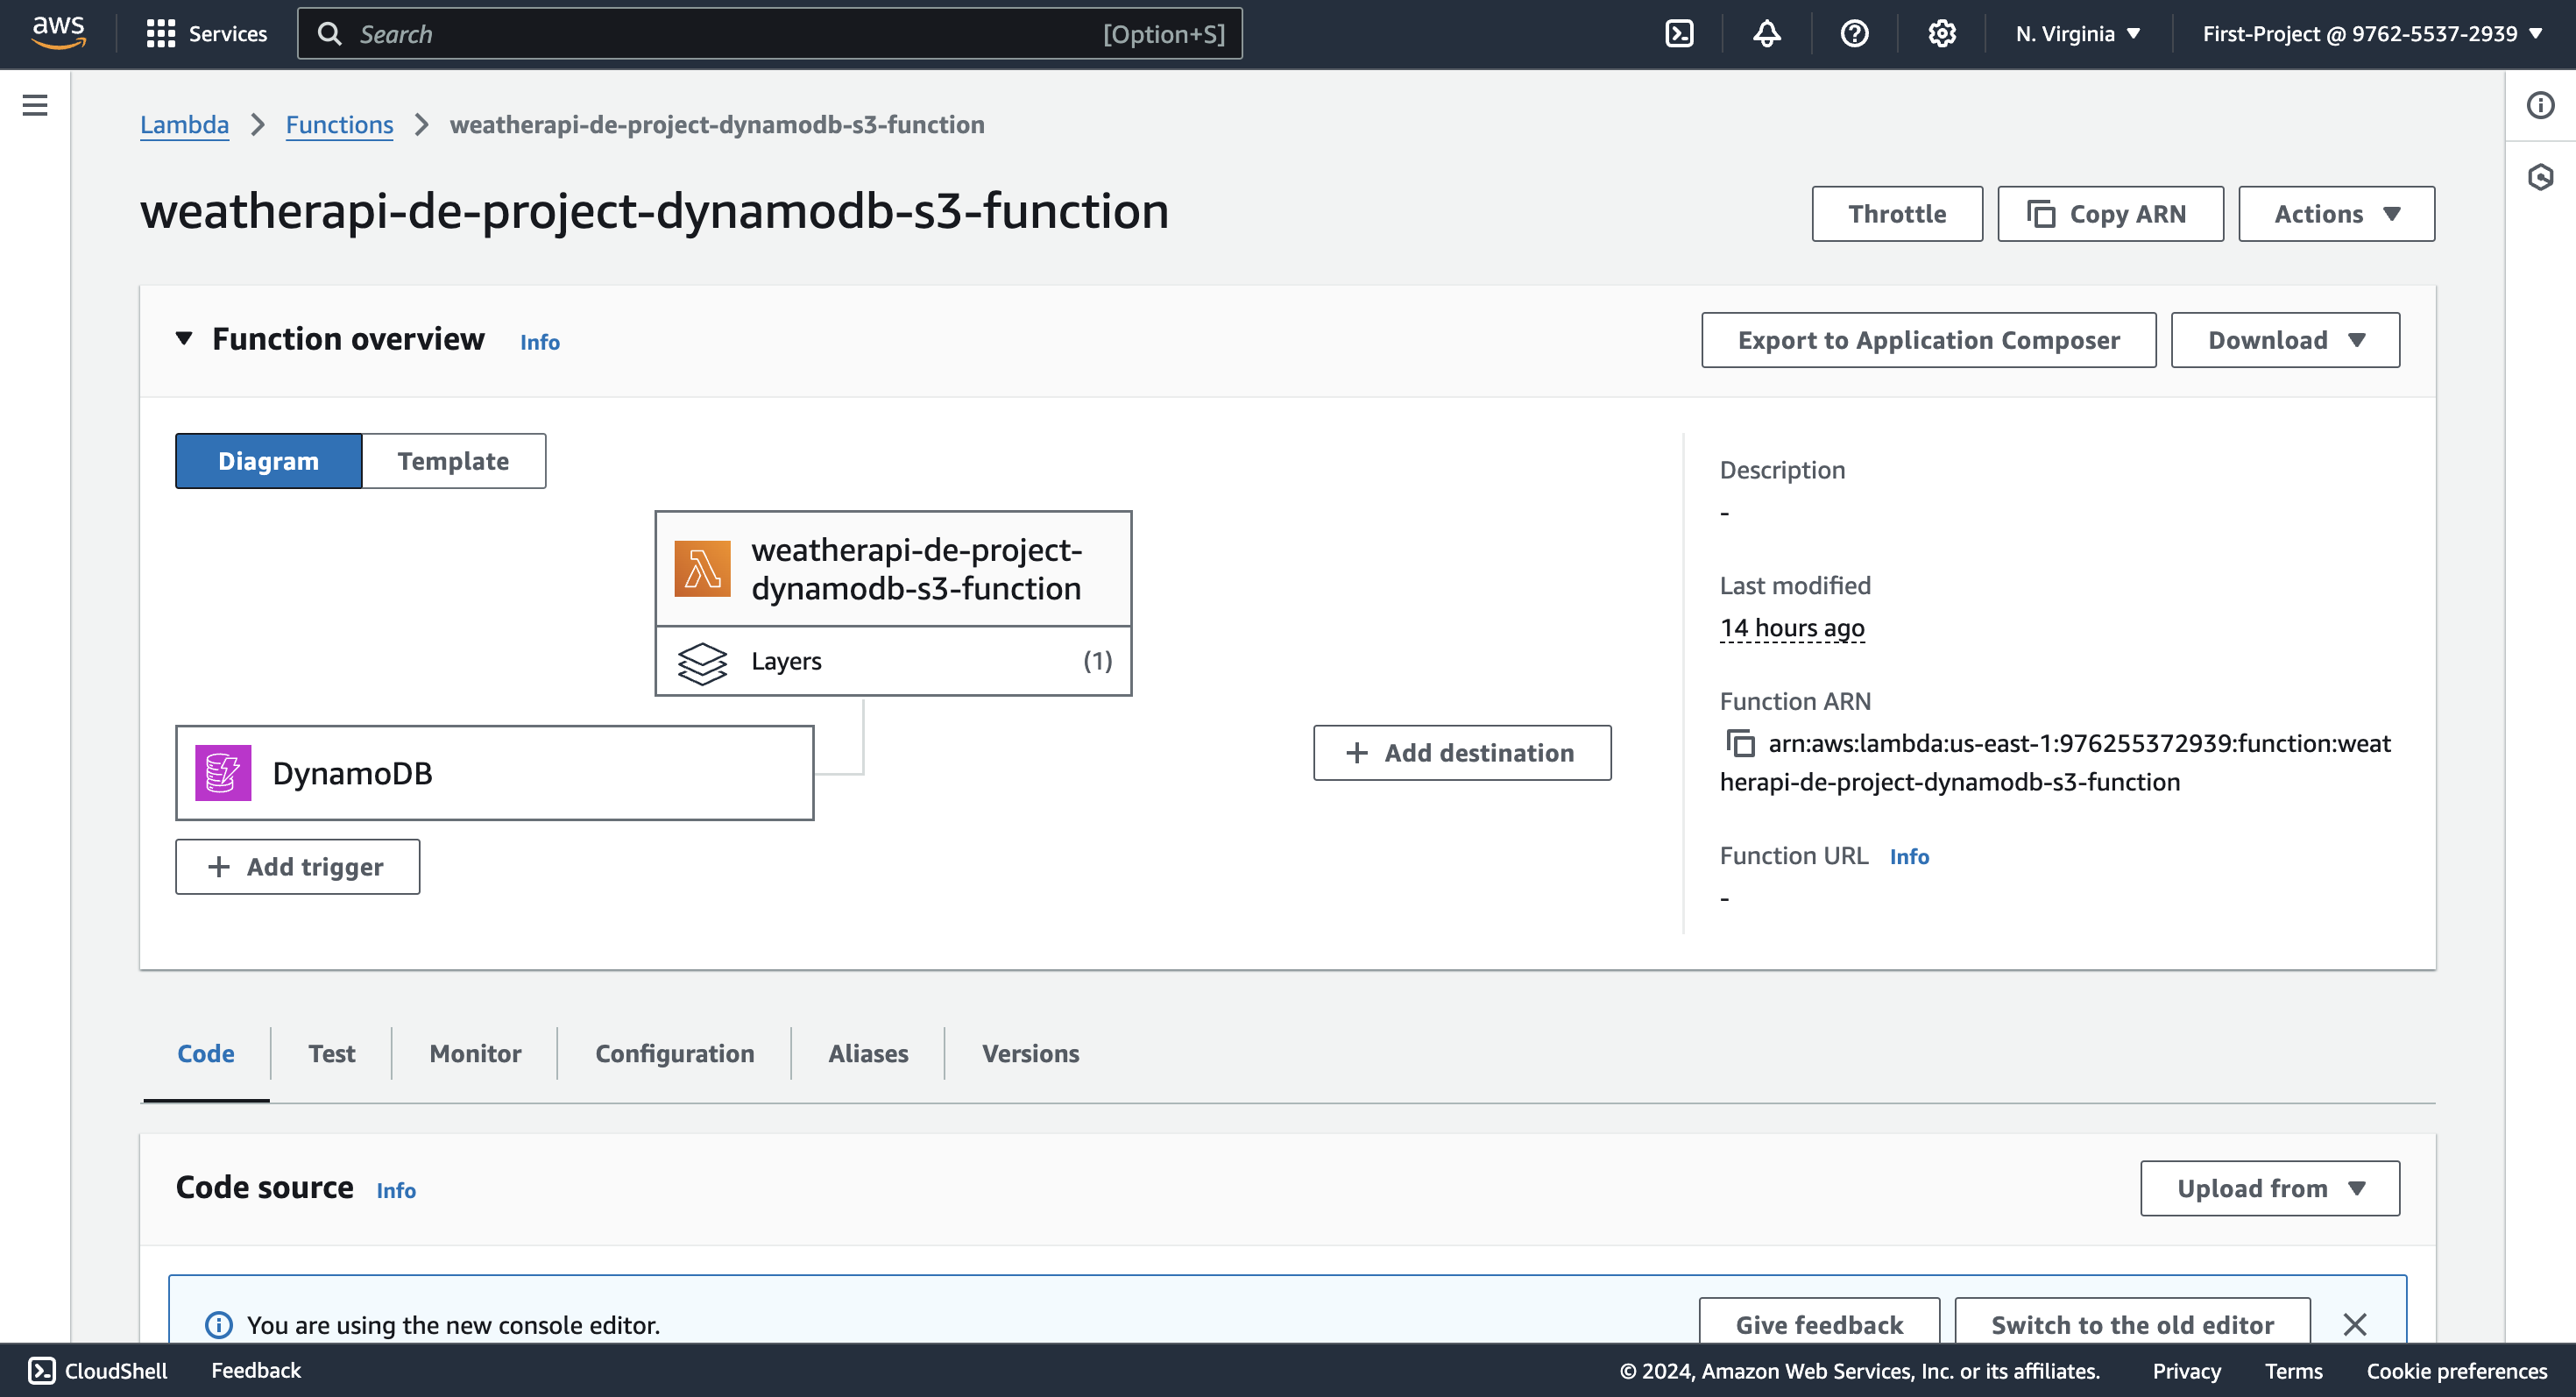 aws Services Search [Option+S] N. Virginia First-Project @ 9762-5537-2939
Lambda Functions weatherapi-de-project-dynamodb-s3-function
weatherapi-de-project-dynamodb-s3-function
Throttle Copy ARN Actions
Function overview Info
Export to Application Composer Download
Diagram Template
weatherapi-de-project-
dynamodb-s3-function
Layers (1)
DynamoDB
+ Add trigger
+ Add destination
Description
-
Last modified
14 hours ago
Function ARN
arn:aws:lambda:us-east-1:976255372939:function:weat
herapi-de-project-dynamodb-s3-function
Function URL Info
-
Code Test Monitor Configuration Aliases Versions
Code source Info
Upload from
You are using the new console editor.
Give feedback Switch to the old editor
CloudShell Feedback © 2024, Amazon Web Services, Inc. or its affiliates. Privacy Terms Cookie preferences